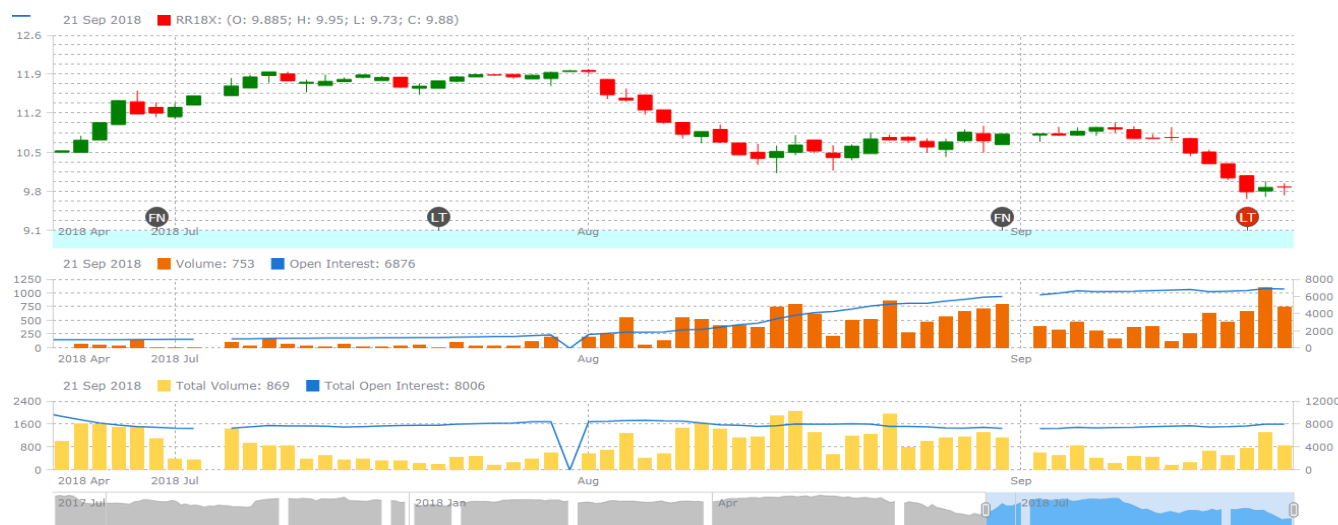 21 Sep 2018 RR18X: (O: 9.885; H: 9.95; L: 9.73; C: 9.88)
12.6
11.9
11.2
10.5
9.8
9.1
FN LT FN LT
2018 Apr 2018 Jul Aug Sep
21 Sep 2018 Volume: 753 Open Interest: 6876
1250 8000
1000 6000
750
500 4000
250 2000
0 0
2018 Apr 2018 Jul Aug Sep
21 Sep 2018 Total Volume: 869 Total Open Interest: 8006
2400 12000
1600 8000
800 4000
0 0
2018 Apr 2018 Jul Aug Sep
2017 Jul 2018 Jan Apr 2018 Jul